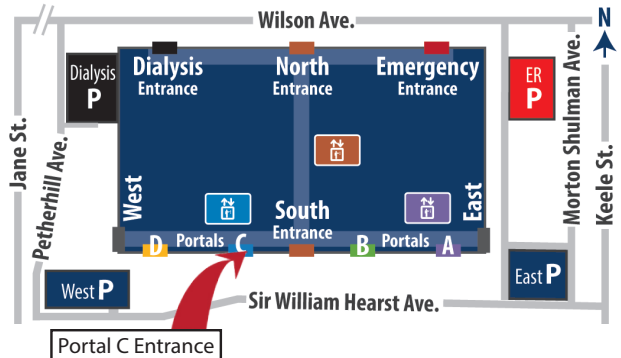 Wilson Ave.
N
Dialysis
P
Dialysis
Entrance
North
Entrance
Emergency
Entrance
ER
P
Jane St.
Petherhill Ave.
Morton Shulman Ave.
Keele St.
West
South
Entrance
East
D
Portals
C
B
Portals
A
West P
East P
Sir William Hearst Ave.
Portal C Entrance